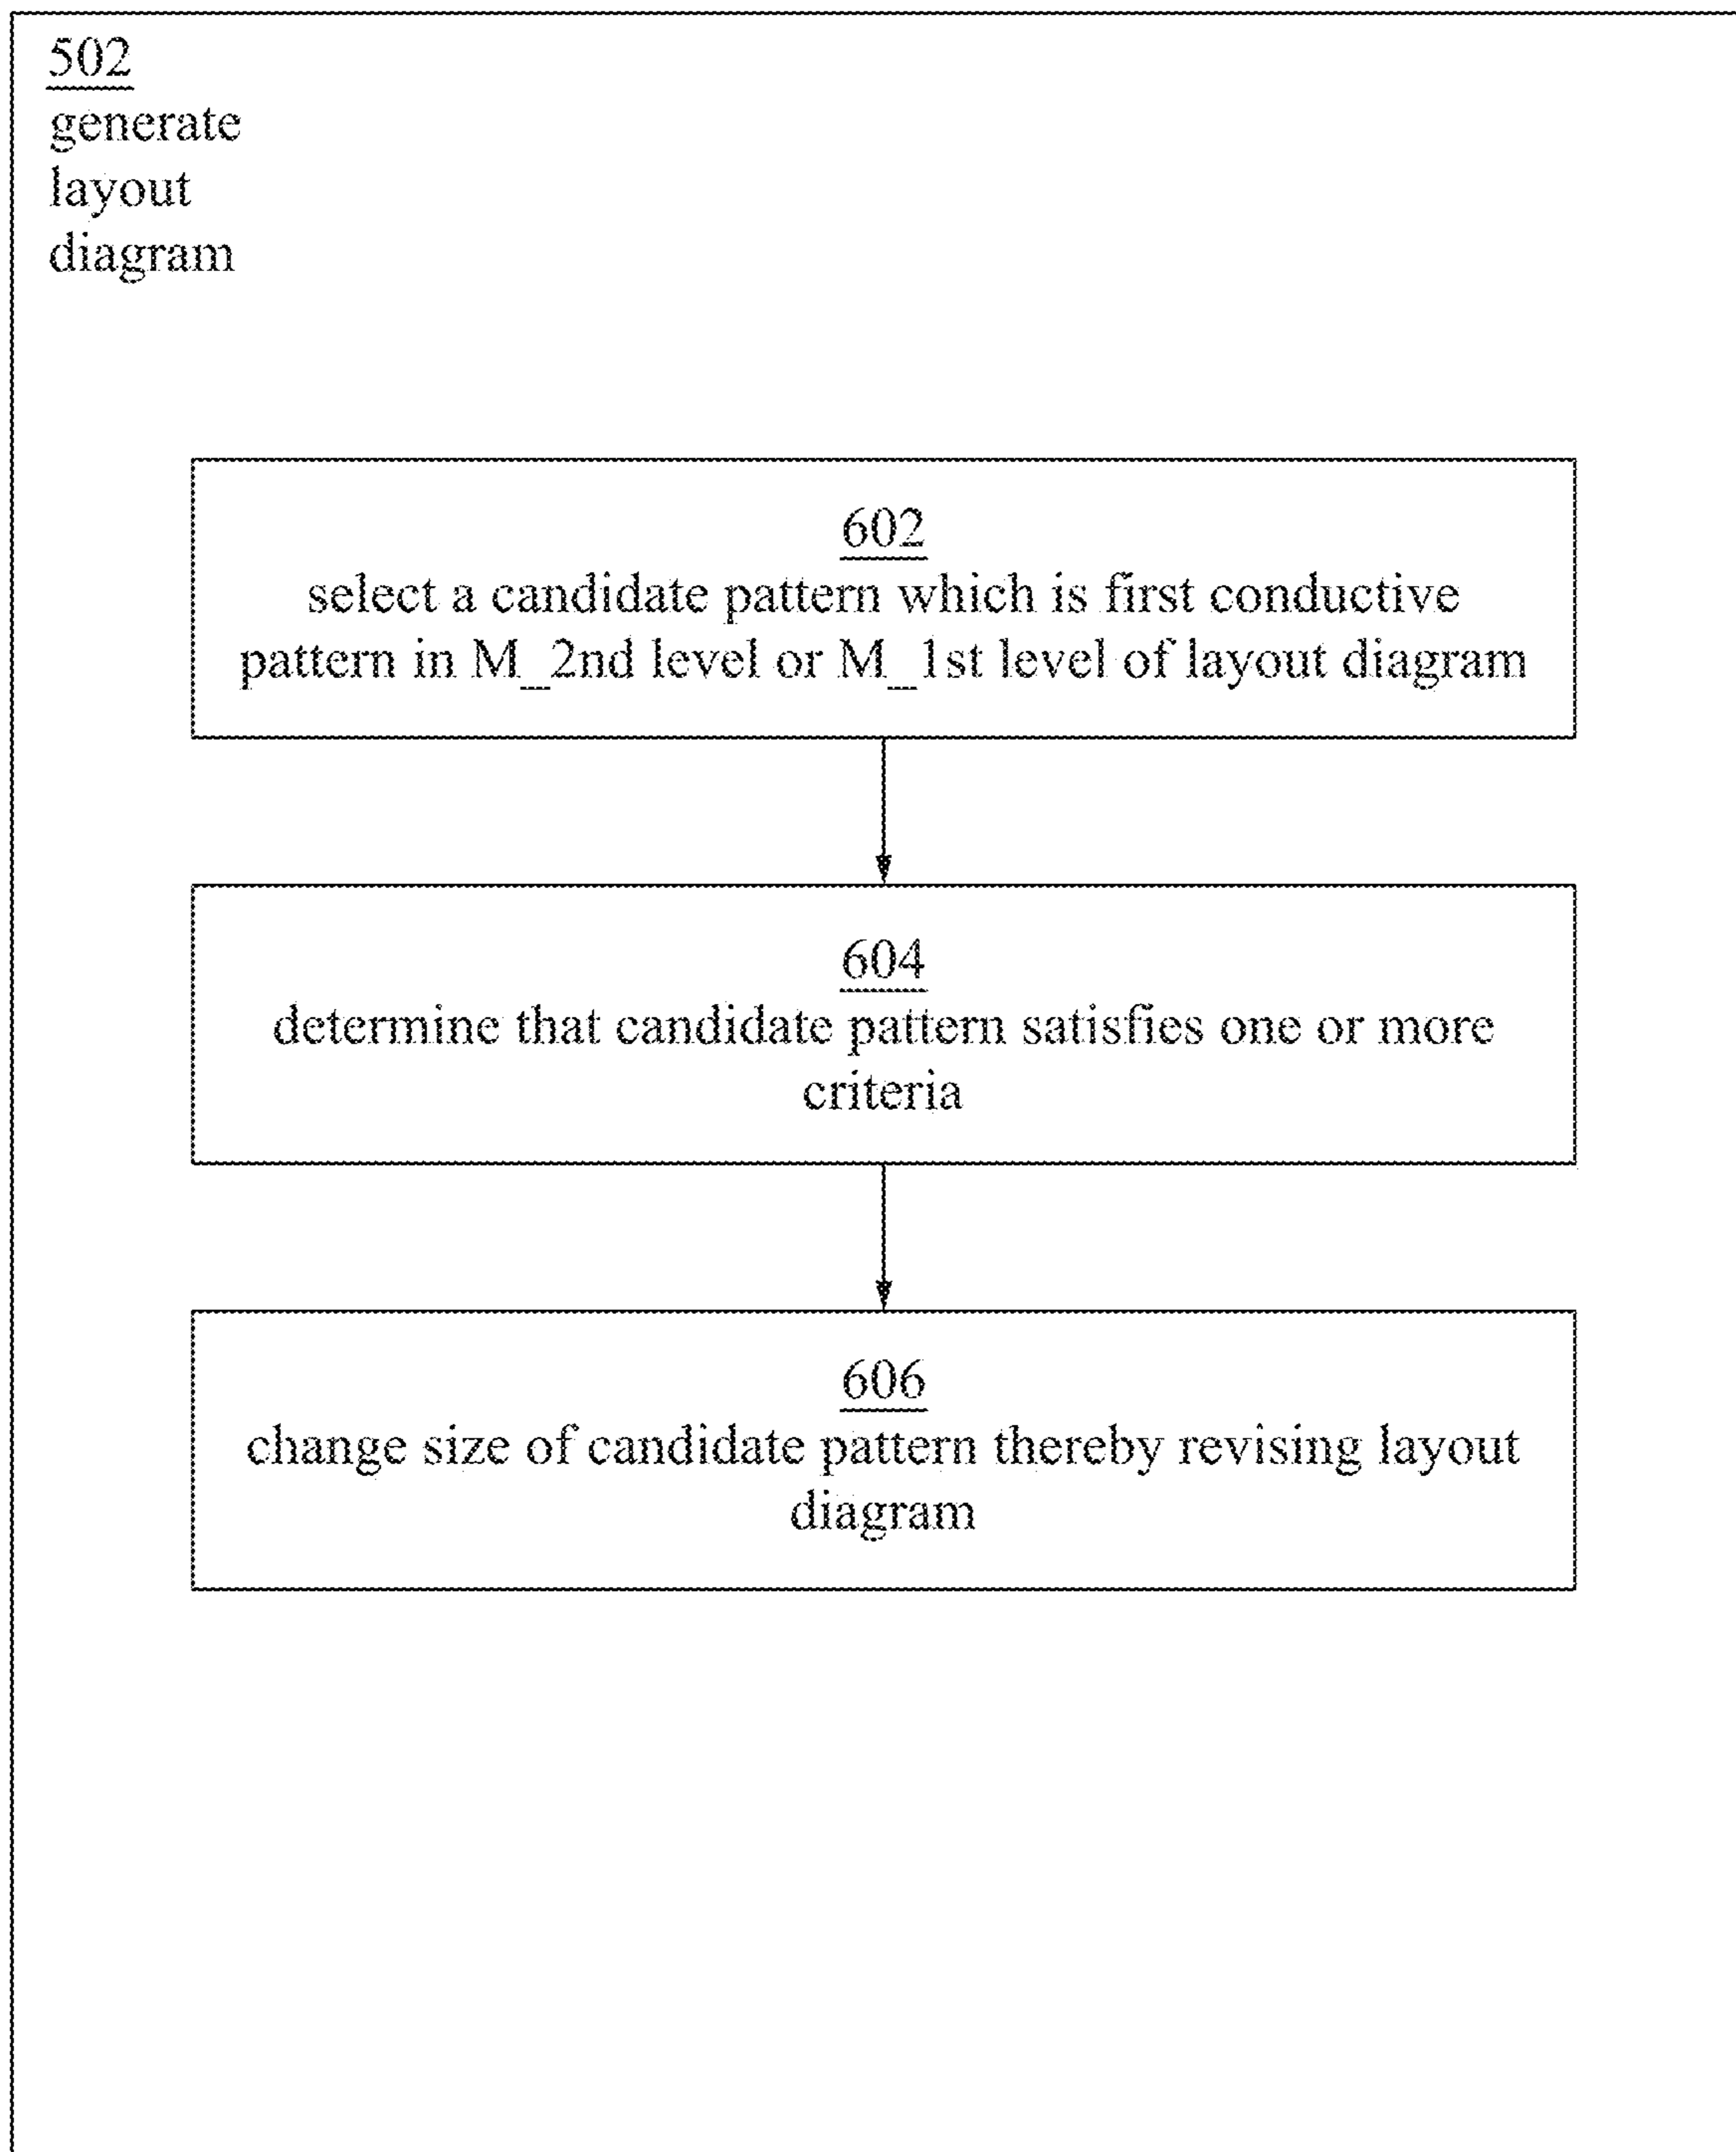 502
generate
layout
diagram
602
select a candidate pattern which is first conductive
pattern in M_2nd level or M_1st level of layout diagram
604
determine that candidate pattern satisfies one or more
criteria
606
change size of candidate pattern thereby revising layout
diagram